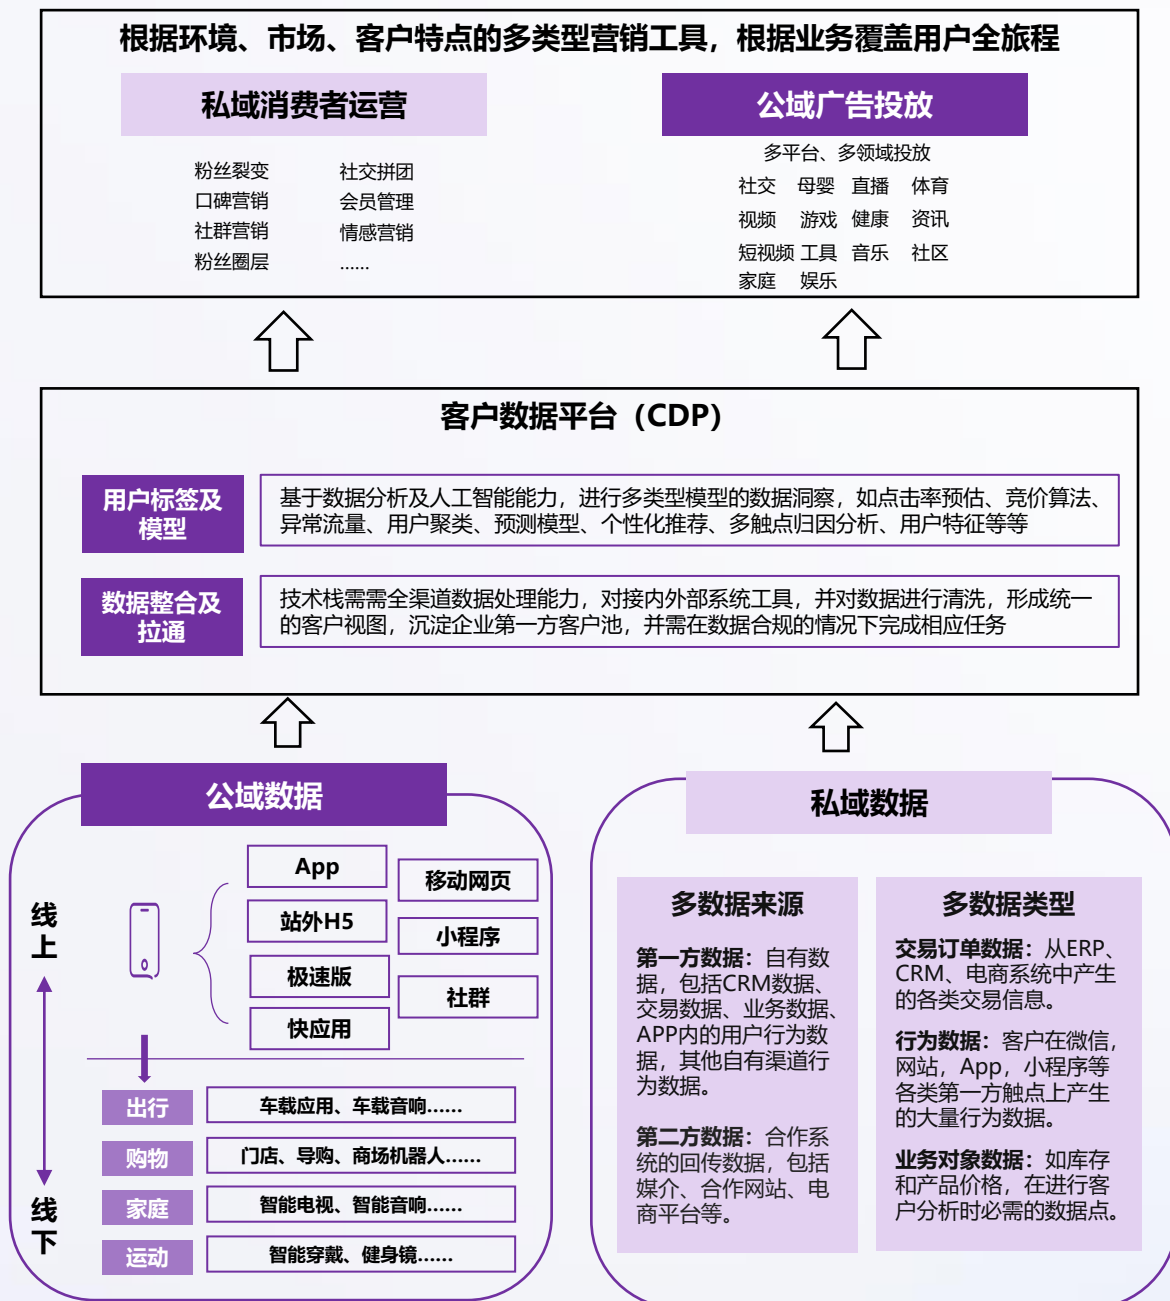 根据环境、市场、客户特点的多类型营销工具，根据业务覆盖用户全旅程
私域消费者运营
粉丝裂变 社交拼团
口碑营销 会员管理
社群营销 情感营销
粉丝圈层 ......
公域广告投放
多平台、多领域投放
社交 母婴 直播 体育
视频 游戏 健康 资讯
短视频 工具 音乐 社区
家庭 娱乐
客户数据平台（CDP）
用户标签及
模型
基于数据分析及人工智能能力，进行多类型模型的数据洞察，如点击率预估、竞价算法、
异常流量、用户聚类、预测模型、个性化推荐、多触点归因分析、用户特征等等
数据整合及
拉通
技术栈需需全渠道数据处理能力，对接内外部系统工具，并对数据进行清洗，形成统一
的客户视图，沉淀企业第一方客户池，并需在数据合规的情况下完成相应任务
公域数据
线
上
App
移动网页
站外H5
小程序
极速版
社群
快应用
出行 车载应用、车载音响......
购物 门店、导购、商场机器人......
家庭 智能电视、智能音响......
运动 智能穿戴、健身镜......
线
下
私域数据
多数据来源
第一方数据：自有数
据，包括CRM数据、
交易数据、业务数据、
APP内的用户行为数
据，其他自有渠道行
为数据。
第二方数据：合作系
统的回传数据，包括
媒介、合作网站、电
商平台等。
多数据类型
交易订单数据：从ERP、
CRM、电商系统中产生
的各类交易信息。
行为数据：客户在微信，
网站，App，小程序等
各类第一方触点上产生
的大量行为数据。
业务对象数据：如库存
和产品价格，在进行客
户分析时必需的数据点。